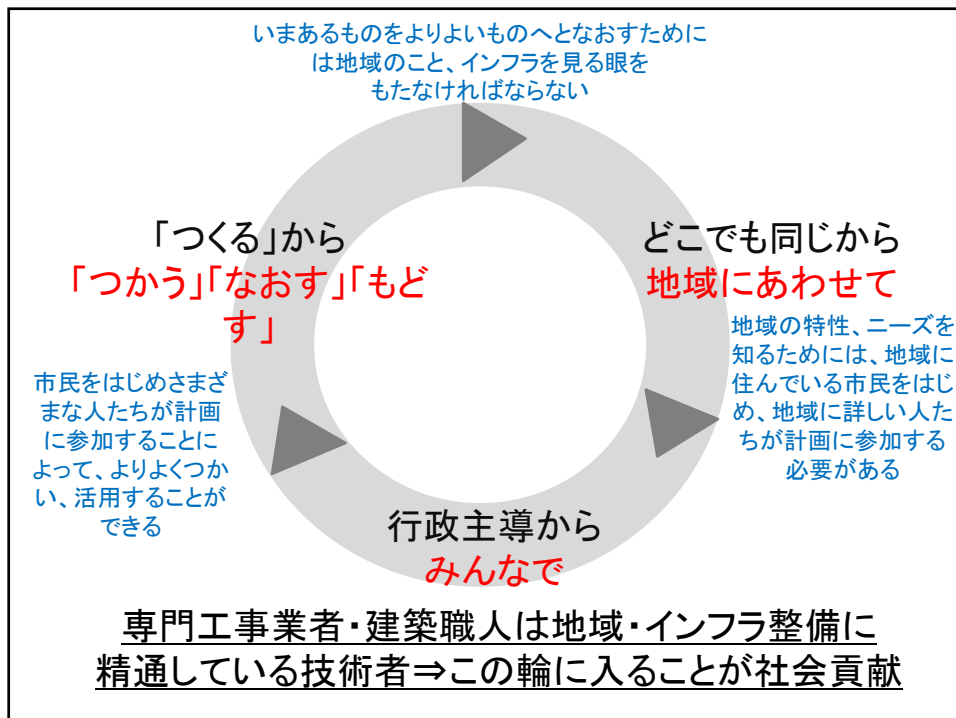 いまあるものをよりよいものへとなおすために
は地域のこと、インフラを見る眼を
もたなければならない
「つくる」から
「つかう」「なおす」「もど
す」
どこでも同じから
地域にあわせて
地域の特性、ニーズを
知るためには、地域に
住んでいる市民をはじ
め、地域に詳しい人た
ちが計画に参加する
必要がある
市民をはじめさまざ
まな人たちが計画
に参加することに
よって、よりよくつか
い、活用することが
できる
行政主導から
みんなで
専門工事業者・建築職人は地域・インフラ整備に
精通している技術者⇒この輪に入ることが社会貢献